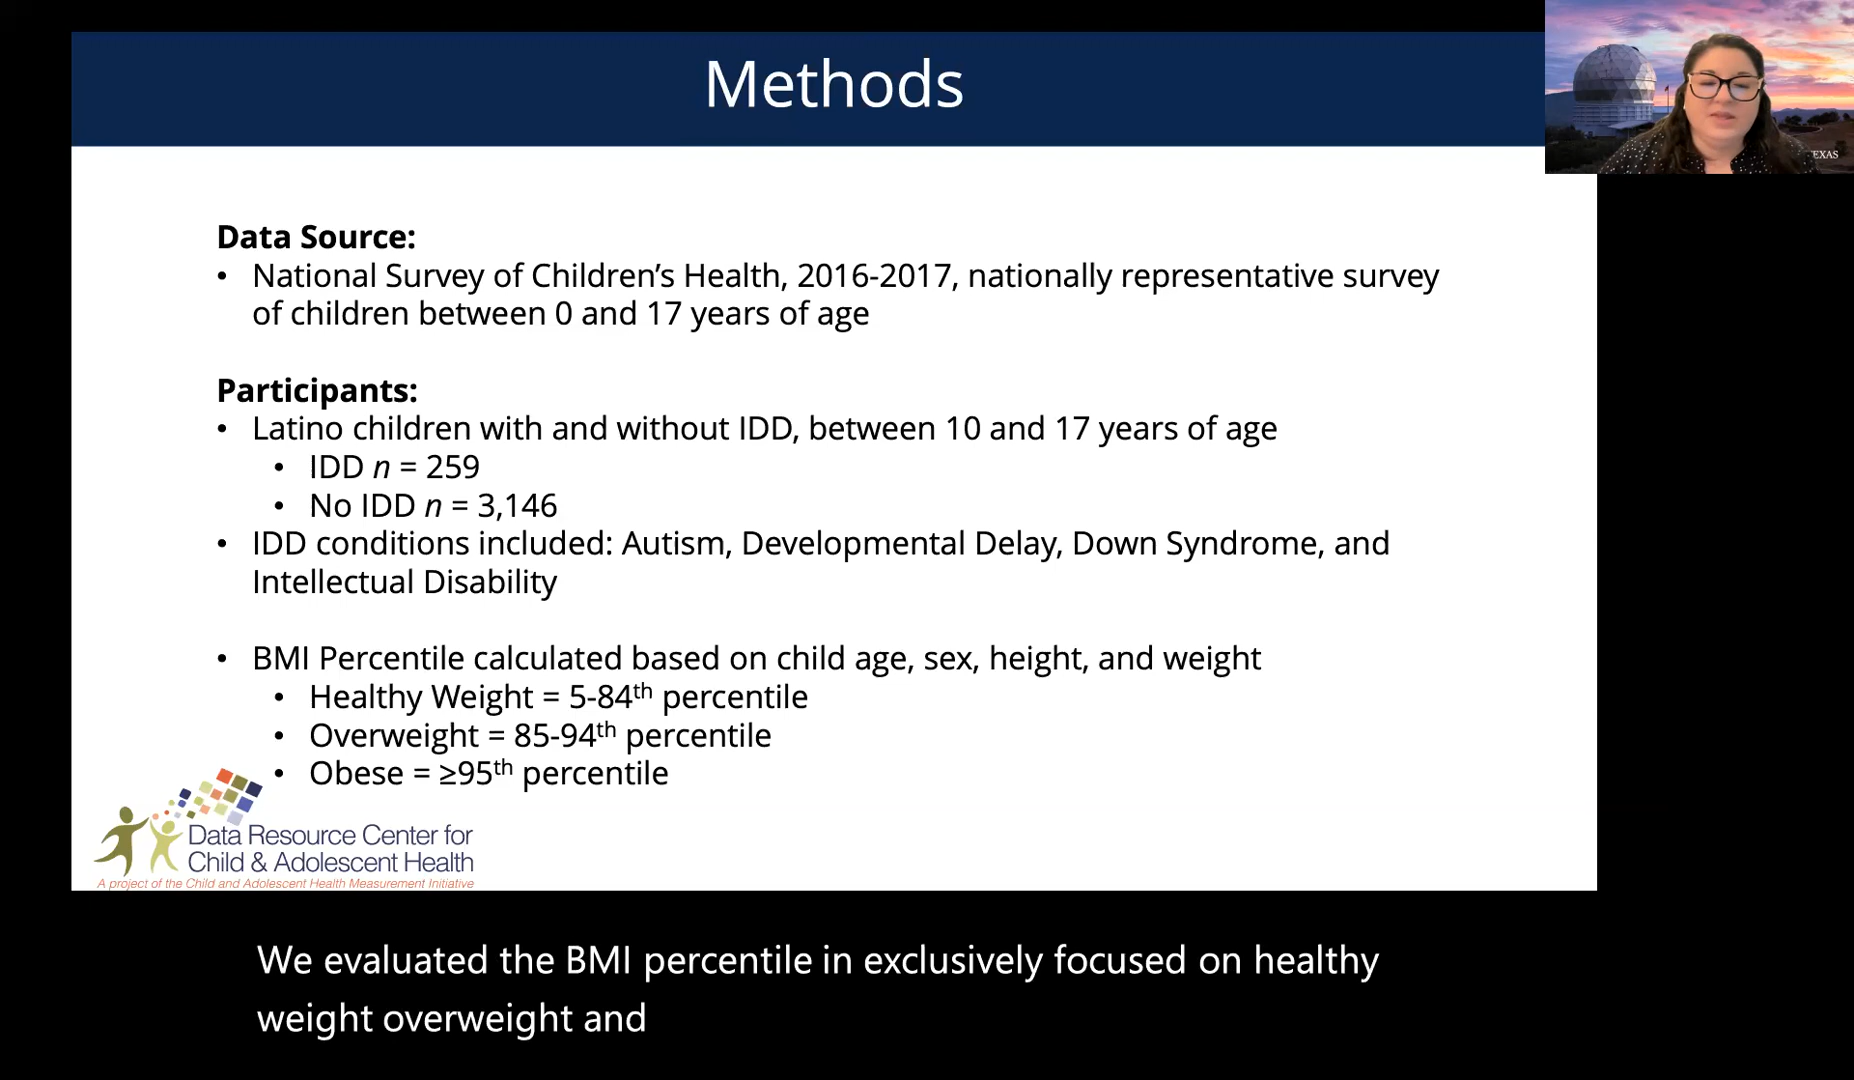 Methods
EXAS
Data Source:
• National Survey of Children’s Health, 2016-2017, nationally representative survey
of children between 0 and 17 years of age
Participants:
• Latino children with and without IDD, between 10 and 17 years of age
• IDD n = 259
• No IDD n = 3,146
• IDD conditions included: Autism, Developmental Delay, Down Syndrome, and
Intellectual Disability
• BMI Percentile calculated based on child age, sex, height, and weight
• Healthy Weight = 5-84th percentile
• Overweight = 85-94th percentile
• Obese = ≥95th percentile
Data Resource Center for
Child & Adolescent Health
A project of the Child and Adolescent Health Measurement Initiative
We evaluated the BMI percentile in exclusively focused on healthy
weight overweight and